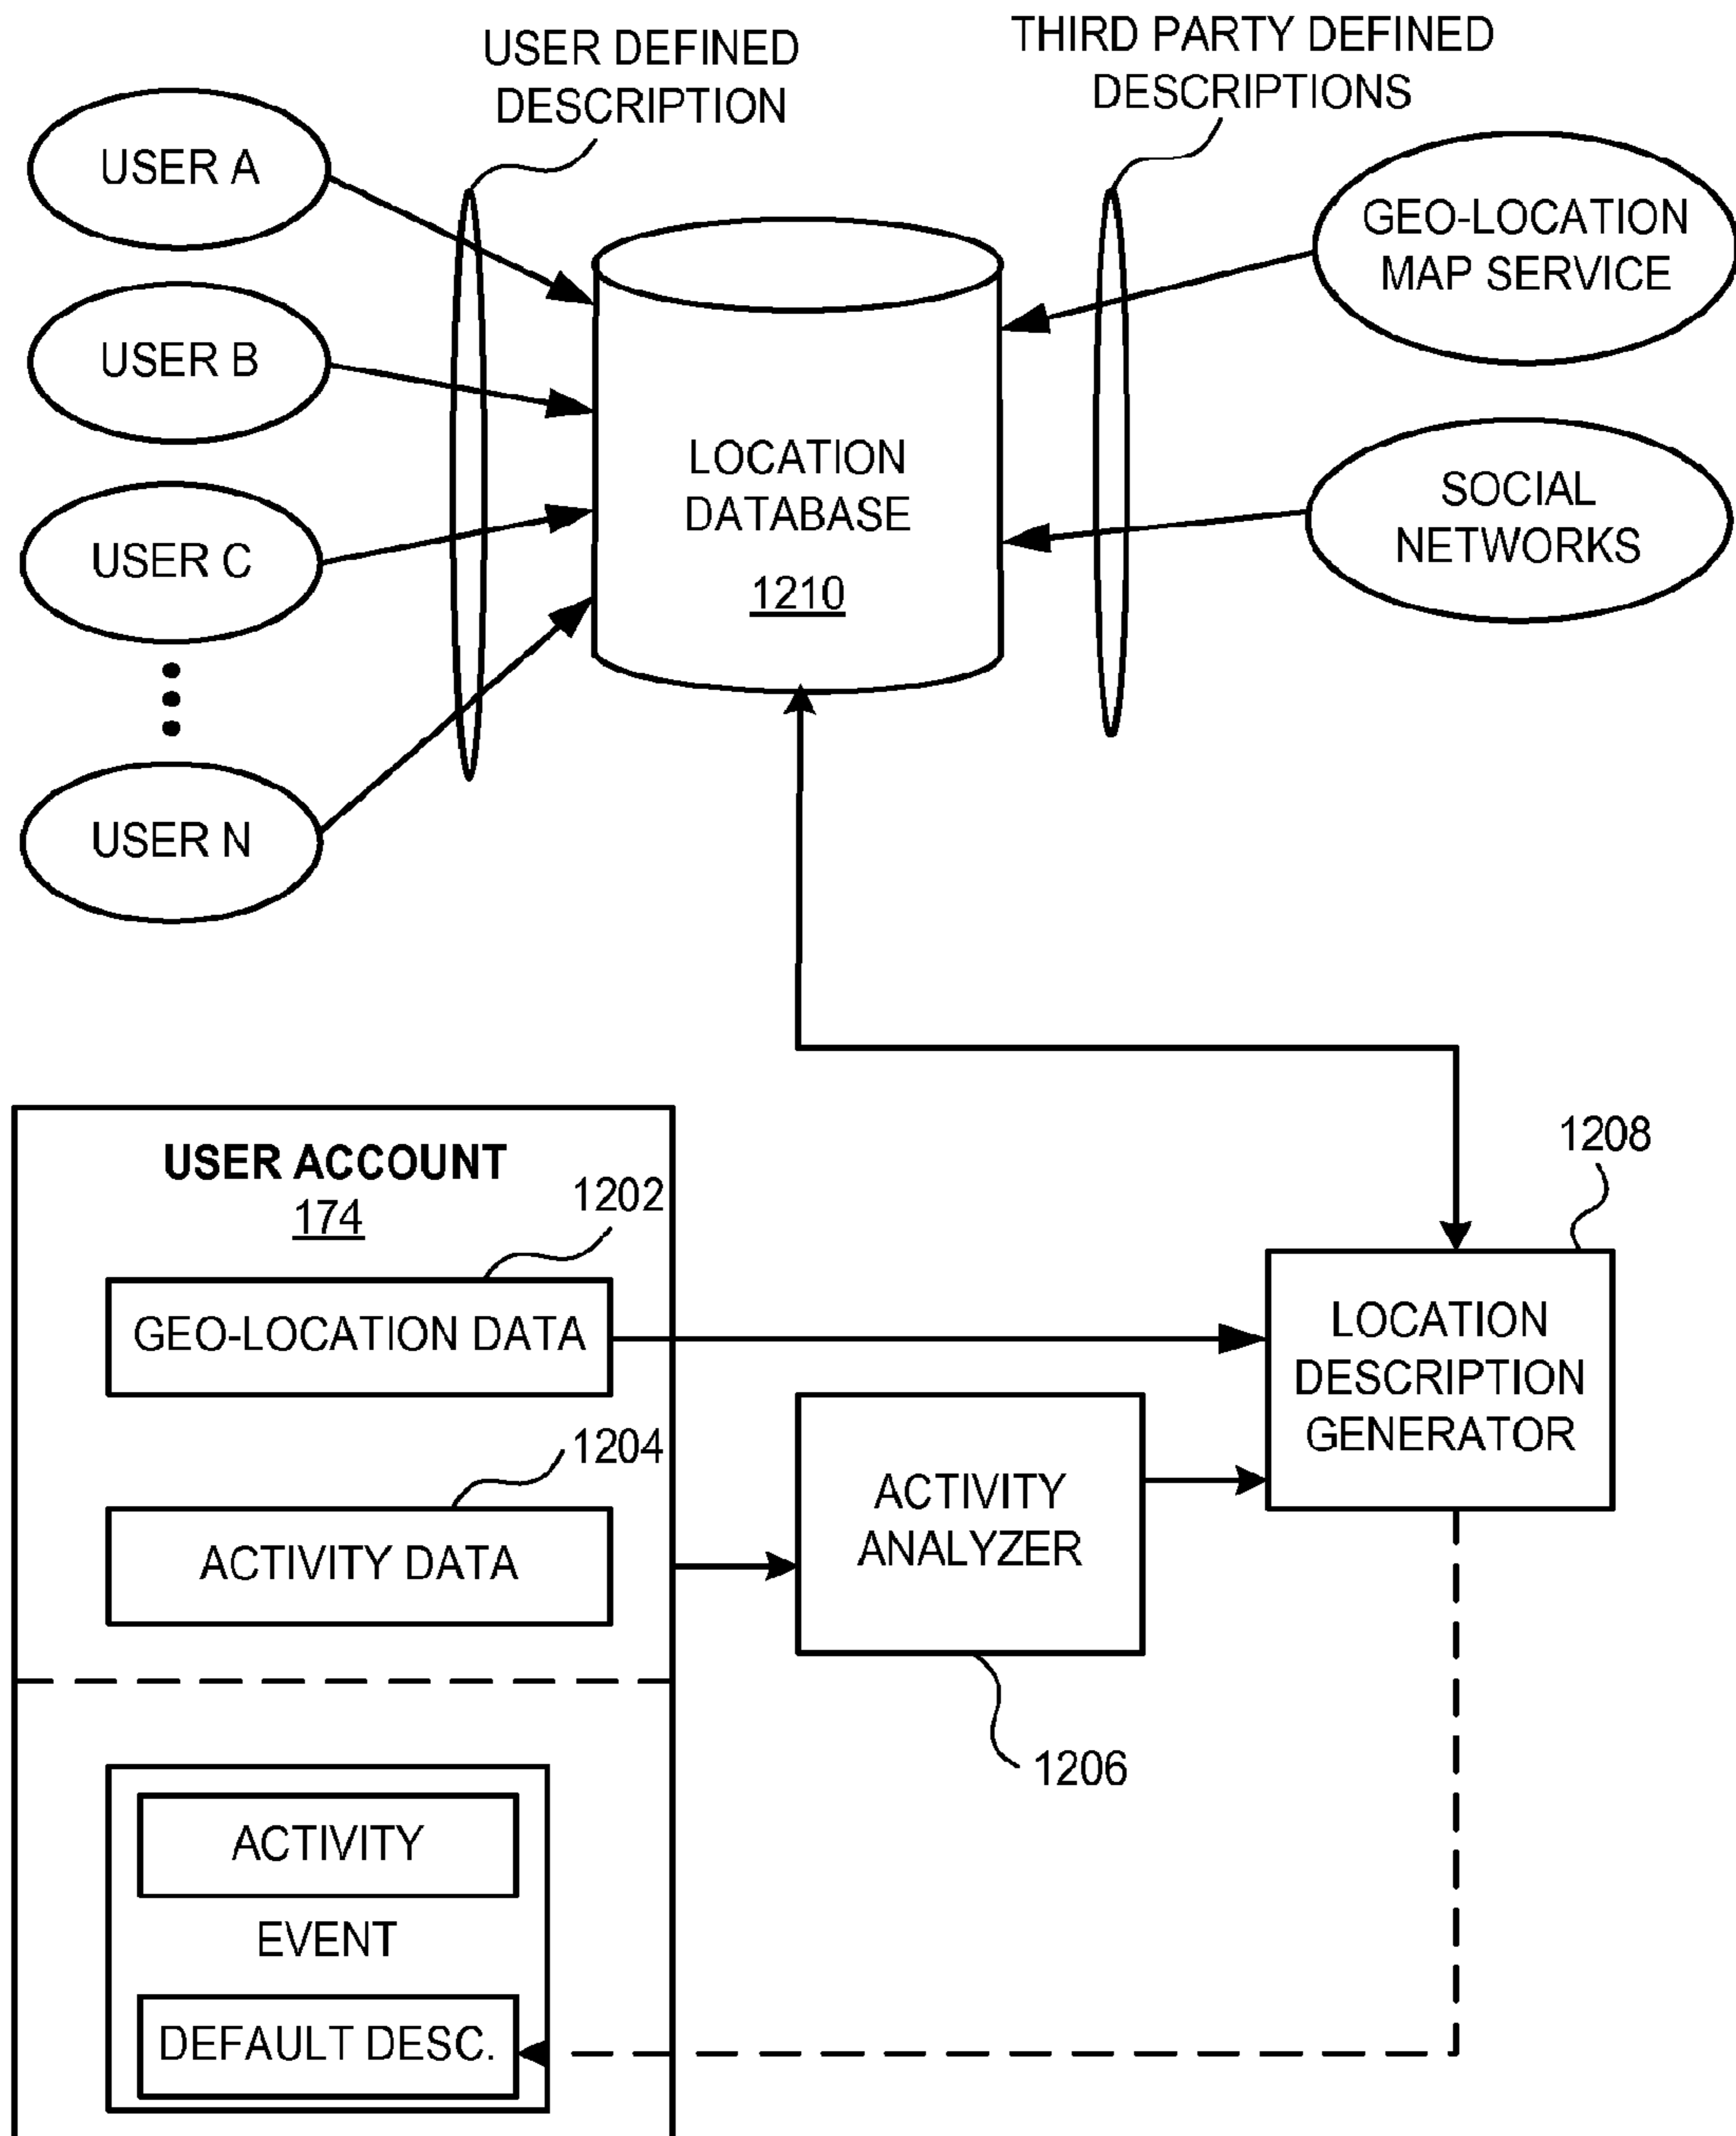 USER DEFINED
DESCRIPTION
THIRD PARTY DEFINED
DESCRIPTIONS
USER A
USER B
USER C
USER N
LOCATION
DATABASE
1210
GEO-LOCATION
MAP SERVICE
SOCIAL
NETWORKS
USER ACCOUNT
174
1202
GEO-LOCATION DATA
1204
ACTIVITY DATA
ACTIVITY
ANALYZER
1206
1208
LOCATION
DESCRIPTION
GENERATOR
ACTIVITY
EVENT
DEFAULT DESC.